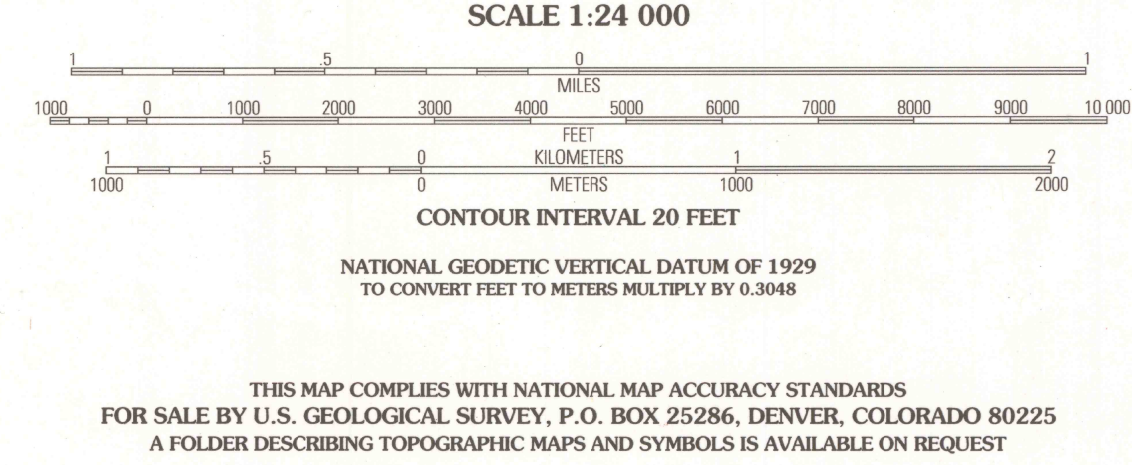 SCALE 1:24 000
1 .5 0 1
MILES
1000 0 1000 2000 3000 4000 5000 6000 7000 8000 9000 10 000
FEET
1 .5 0 KILOMETERS 1 2
1000 0 METERS 1000 2000
CONTOUR INTERVAL 20 FEET
NATIONAL GEODETIC VERTICAL DATUM OF 1929
TO CONVERT FEET TO METERS MULTIPLY BY 0.3048
THIS MAP COMPLIES WITH NATIONAL MAP ACCURACY STANDARDS
FOR SALE BY U.S. GEOLOGICAL SURVEY, P.O. BOX 25286, DENVER, COLORADO 80225
A FOLDER DESCRIBING TOPOGRAPHIC MAPS AND SYMBOLS IS AVAILABLE ON REQUEST